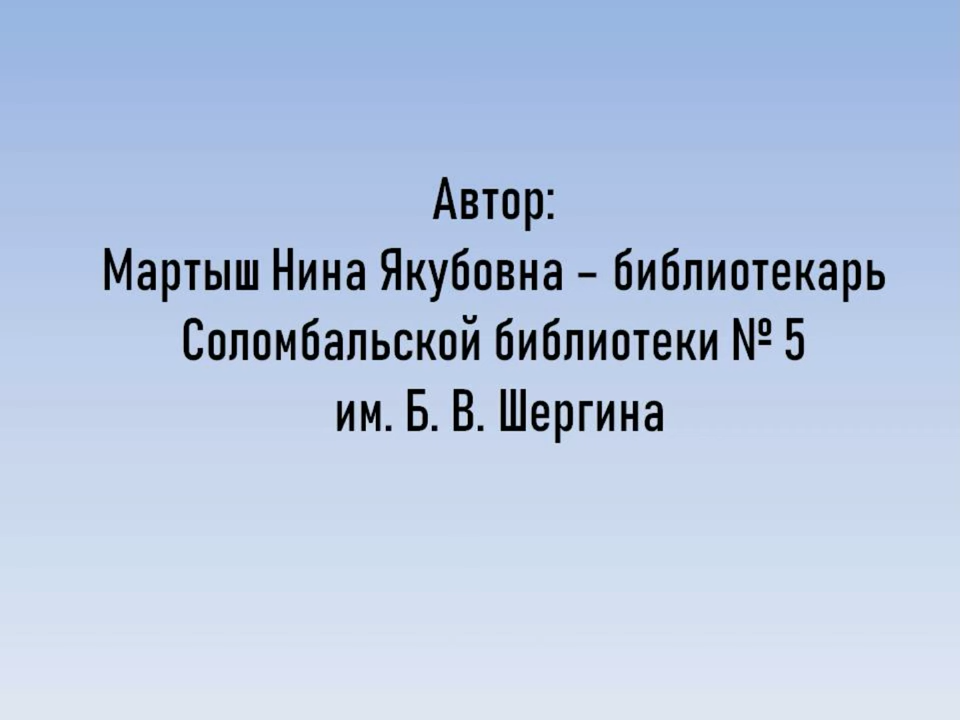 Автор:
Мартыш Нина Якубовна – библиотекарь
Соломбальской библиотеки № 5
им. Б. В. Шергина